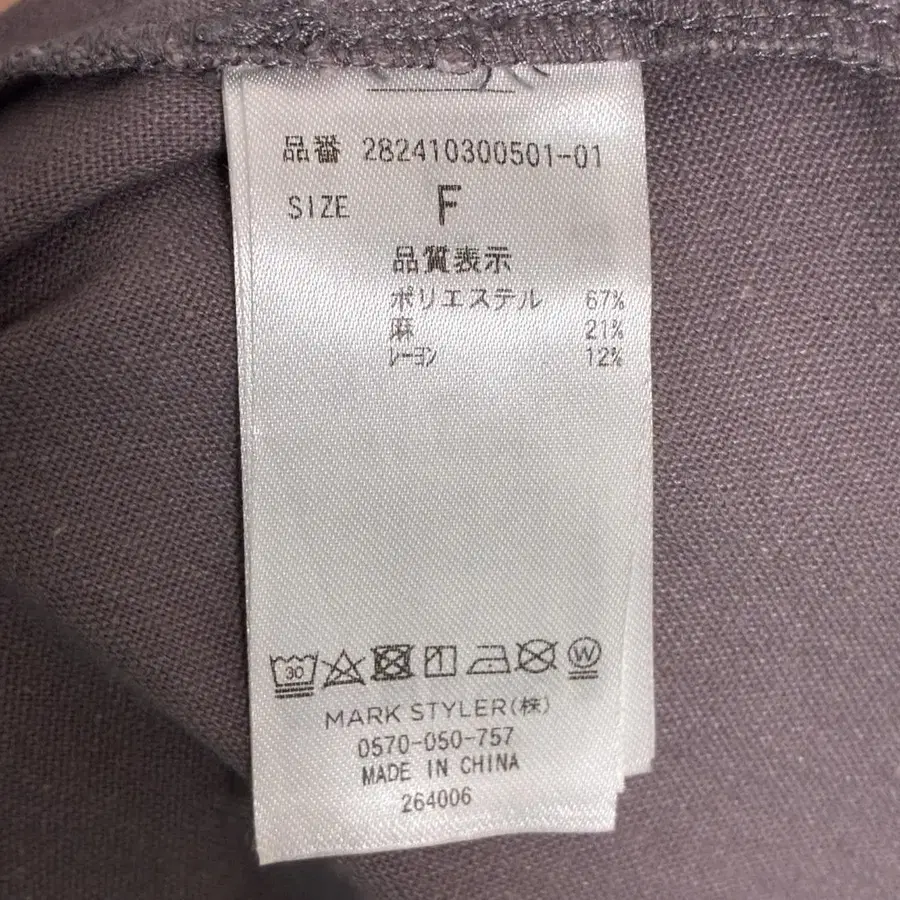 品番 282410300501-01
SIZE F
品質表示
ポリエステル 67%
麻 21%
レーヨン 12%
30 W
MARK STYLER(株)
0570-050-757
MADE IN CHINA
264006